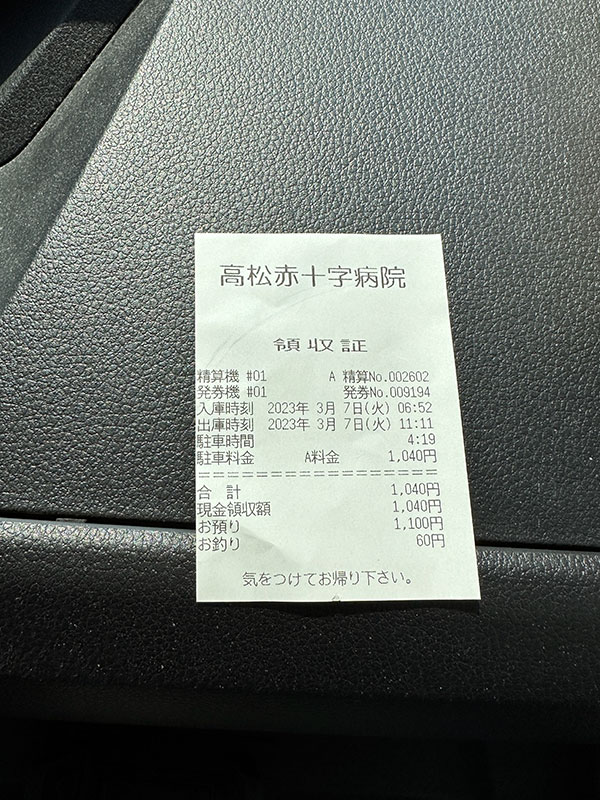 高松赤十字病院
領収証
精算機 #01 A 精算No.002602
発券機 #01 発券No.009194
入庫時刻 2023年 3月 7日(火) 06:52
出庫時刻 2023年 3月 7日(火) 11:11
駐車時間 4:19
駐車料金 A料金 1,040円
==================
合 計 1,040円
現金領収額 1,040円
お預り 1,100円
お釣り 60円
気をつけてお帰り下さい。